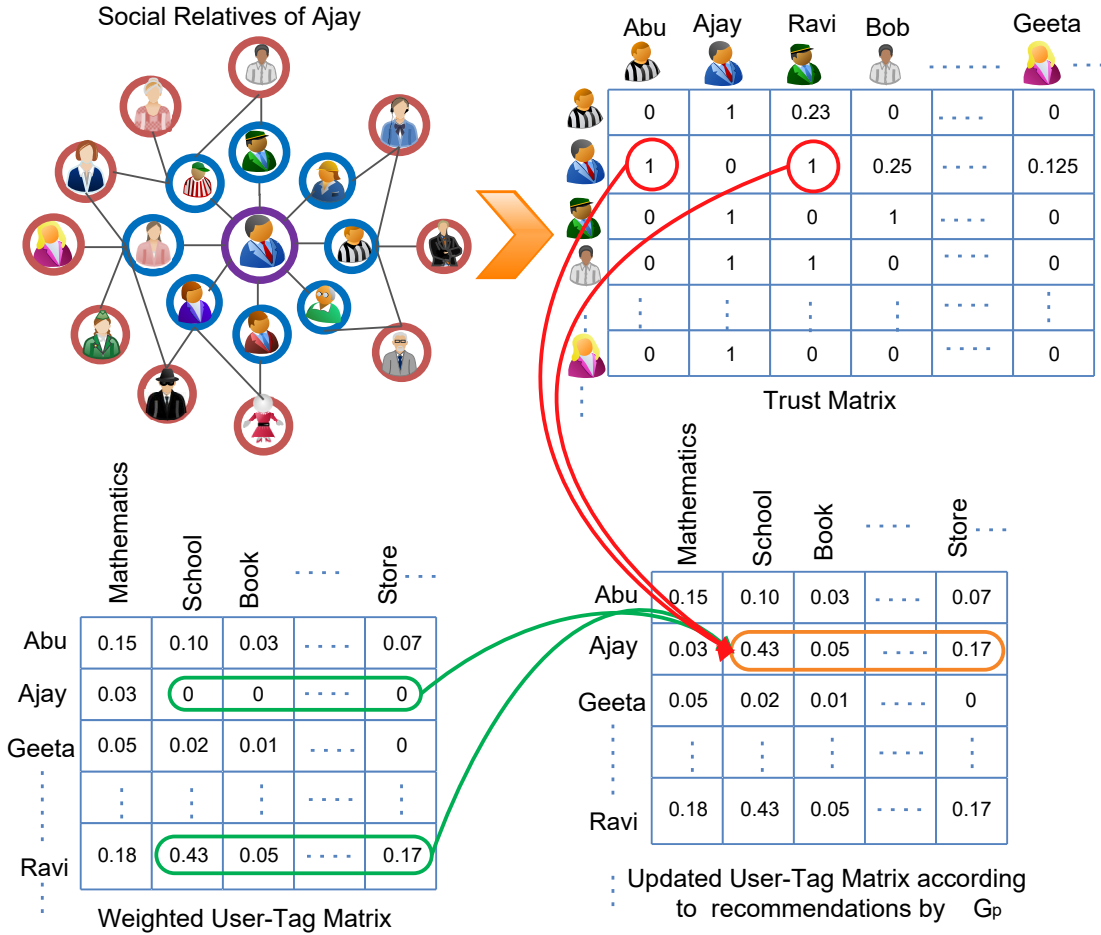 Social Relatives of Ajay
Abu Ajay Ravi Bob Geeta
0 1 0.23 0 0
1 0 1 0.25 0.125
0 1 0 1 0
0 1 1 0 0
0 1 0 0 0
Trust Matrix
Mathematics School Book Store
Abu 0.15 0.10 0.03 0.07
Ajay 0.03 0 0 0
Geeta 0.05 0.02 0.01 0
Ravi 0.18 0.43 0.05 0.17
Weighted User-Tag Matrix
Mathematics School Book Store
Abu 0.15 0.10 0.03 0.07
Ajay 0.03 0.43 0.05 0.17
Geeta 0.05 0.02 0.01 0
Ravi 0.18 0.43 0.05 0.17
Updated User-Tag Matrix according
to recommendations by Gp